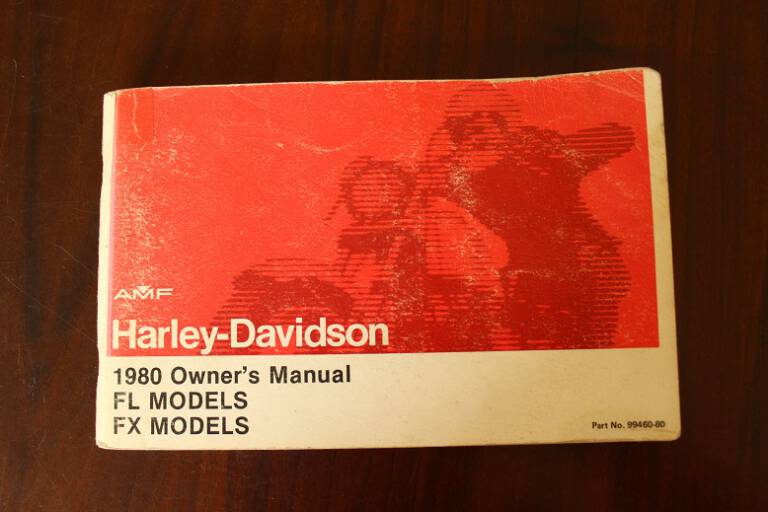 AMF
Harley-Davidson
1980 Owner's Manual
FL MODELS
FX MODELS
Part No. 99460-80